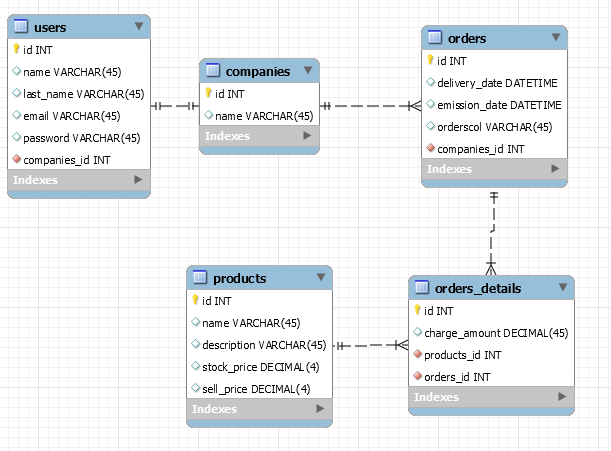 users
id INT
name VARCHAR(45)
last_name VARCHAR(45)
email VARCHAR(45)
password VARCHAR(45)
companies_id INT
Indexes
companies
id INT
name VARCHAR(45)
Indexes
orders
id INT
delivery_date DATETIME
emission_date DATETIME
orderscol VARCHAR(45)
companies_id INT
Indexes
products
id INT
name VARCHAR(45)
description VARCHAR(45)
stock_price DECIMAL(4)
sell_price DECIMAL(4)
Indexes
orders_details
id INT
charge_amount DECIMAL(45)
products_id INT
orders_id INT
Indexes